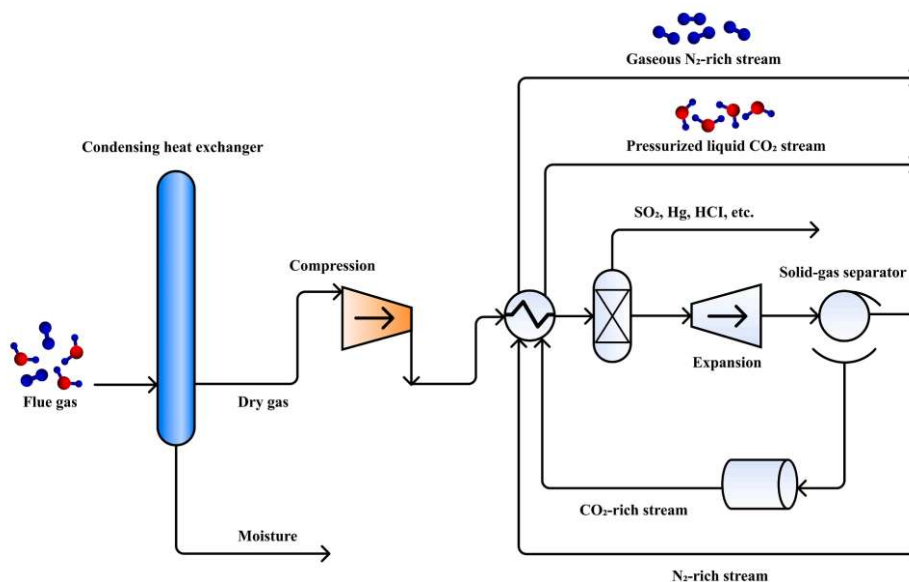 Gaseous N₂-rich stream
Pressurized liquid CO₂ stream
Condensing heat exchanger
SO₂, Hg, HCI, etc.
Compression
Solid-gas separator
Expansion
Flue gas
Dry gas
CO₂-rich stream
Moisture
N₂-rich stream